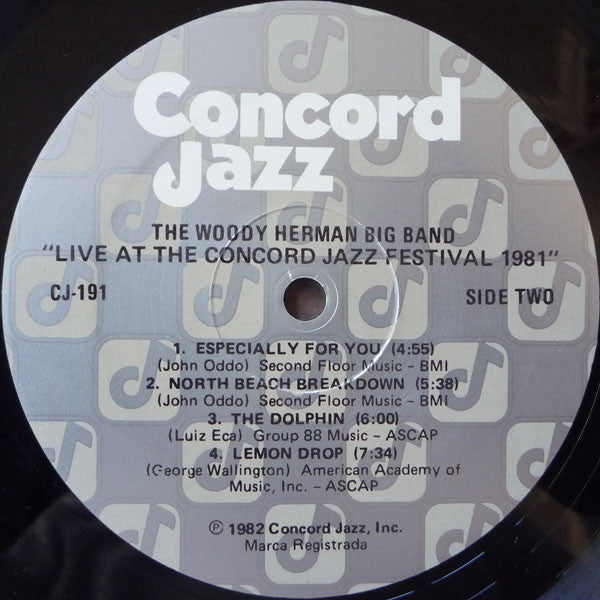 Concord
Jazz
THE WOODY HERMAN BIG BAND
"LIVE AT THE CONCORD JAZZ FESTIVAL 1981"
CJ-191 SIDE TWO
1. ESPECIALLY FOR YOU (4:55)
(John Oddo) Second Floor Music – BMI
2. NORTH BEACH BREAKDOWN (5:38)
(John Oddo) Second Floor Music – BMI
3. THE DOLPHIN (6:00)
(Luiz Eca) Group 88 Music – ASCAP
4. LEMON DROP (7:34)
(George Wallington) American Academy of
Music, Inc. – ASCAP
℗ 1982 Concord Jazz, Inc.
Marca Registrada